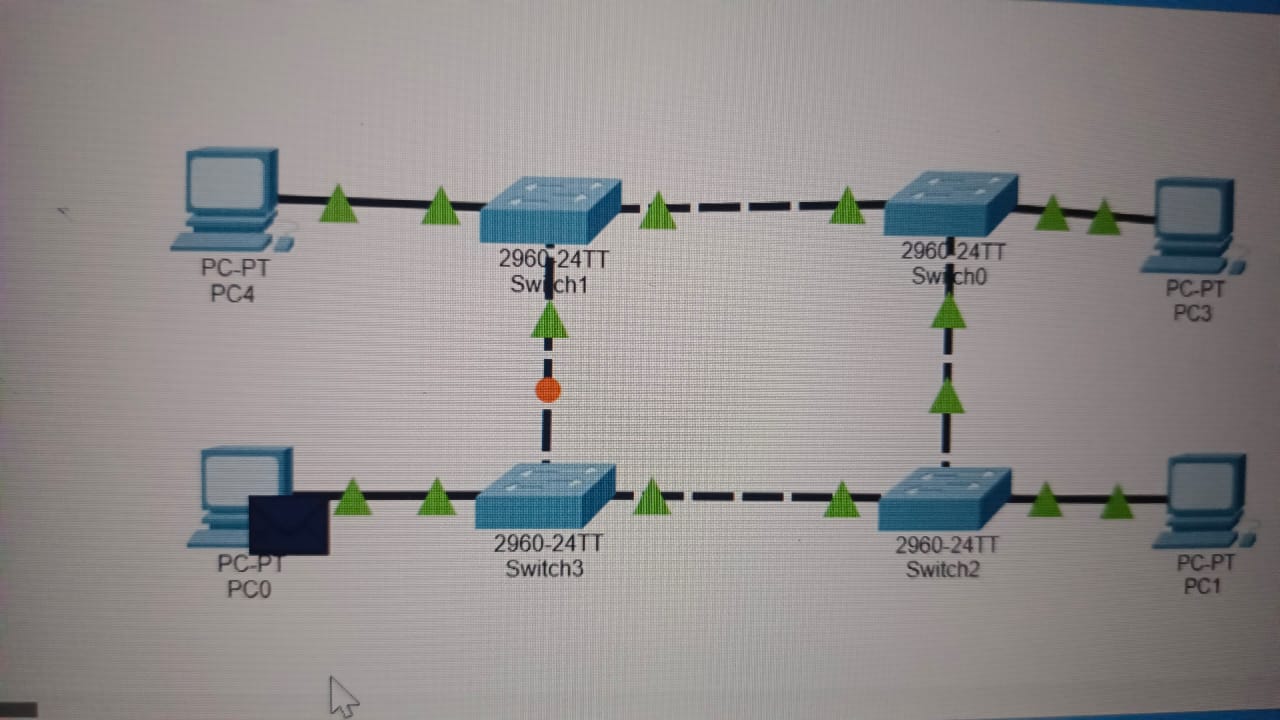 2960-24TT
Switch1
2960-24TT
Switch0
PC-PT
PC4
PC-PT
PC3
2960-24TT
Switch3
2960-24TT
Switch2
PC-PT
PC0
PC-PT
PC1